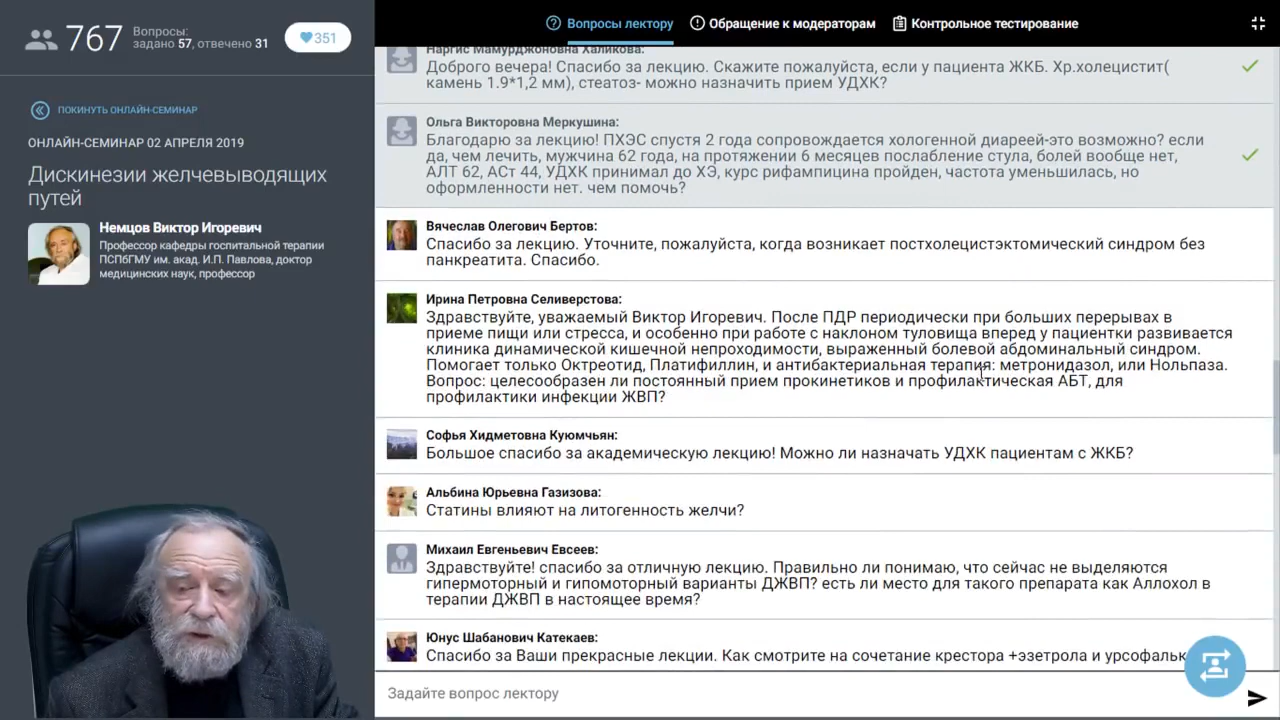 767
Вопросы:
задано 57, отвечено 31
351
ПОКИНУТЬ ОНЛАЙН-СЕМИНАР
ОНЛАЙН-СЕМИНАР 02 АПРЕЛЯ 2019
Дискинезии желчевыводящих
путей
Немцов Виктор Игоревич
Профессор кафедры госпитальной терапии
ПСПбГМУ им. акад. И.П. Павлова, доктор
медицинских наук, профессор
Вопросы лектору
Обращение к модераторам
Контрольное тестирование
Наргис Мамурджоновна Халикова:
Доброго вечера! Спасибо за лекцию. Скажите пожалуйста, если у пациента ЖКБ. Хр.холецистит(
камень 1.9*1,2 мм), стеатоз- можно назначить прием УДХК?
Ольга Викторовна Меркушина:
Благодарю за лекцию! ПХЭС спустя 2 года сопровождается хологенной диареей-это возможно? если
да, чем лечить, мужчина 62 года, на протяжении 6 месяцев послабление стула, болей вообще нет,
АЛТ 62, АСт 44, УДХК принимал до ХЭ, курс рифампицина пройден, частота уменьшилась, но
оформленности нет. чем помочь?
Вячеслав Олегович Бертов:
Спасибо за лекцию. Уточните, пожалуйста, когда возникает постхолецистэктомический синдром без
панкреатита. Спасибо.
Ирина Петровна Селиверстова:
Здравствуйте, уважаемый Виктор Игоревич. После ПДР периодически при больших перерывах в
приеме пищи или стресса, и особенно при работе с наклоном туловища вперед у пациентки развивается
клиника динамической кишечной непроходимости, выраженный болевой абдоминальный синдром.
Помогает только Октреотид, Платифиллин, и антибактериальная терапия: метронидазол, или Нольпаза.
Вопрос: целесообразен ли постоянный прием прокинетиков и профилактическая АБТ, для
профилактики инфекции ЖВП?
Софья Хидметовна Куюмчьян:
Большое спасибо за академическую лекцию! Можно ли назначать УДХК пациентам с ЖКБ?
Альбина Юрьевна Газизова:
Статины влияют на литогенность желчи?
Михаил Евгеньевич Евсеев:
Здравствуйте! спасибо за отличную лекцию. Правильно ли понимаю, что сейчас не выделяются
гипермоторный и гипомоторный варианты ДЖВП? есть ли место для такого препарата как Аллохол в
терапии ДЖВП в настоящее время?
Юнус Шабанович Катекаев:
Спасибо за Ваши прекрасные лекции. Как смотрите на сочетание крестора +эзетрола и урсофальк
Задайте вопрос лектору